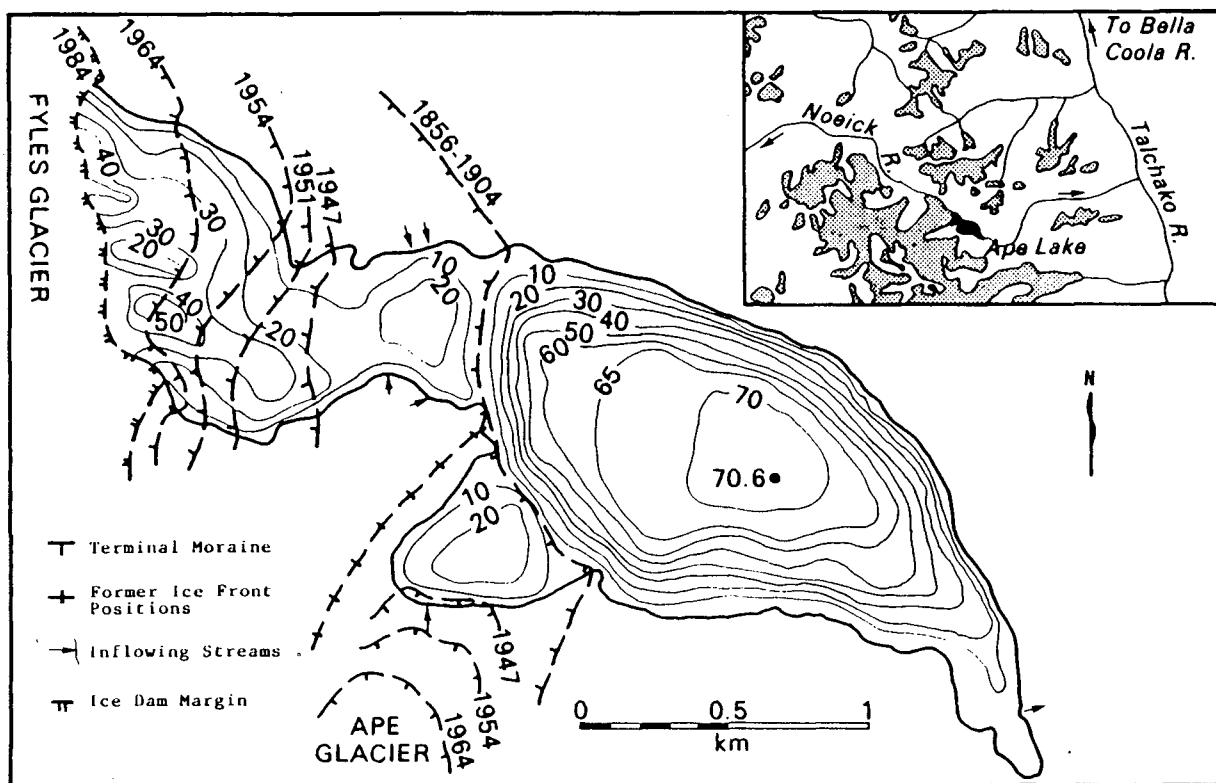 1984
1964
1954
1951
1947
1856-1904
FYLES GLACIER
40
30
30
20
40
50
20
10
20
10
20
30
40
50
60
65
70
70.6
10
20
1947
1954
1964
APE
GLACIER
Terminal Moraine
Former Ice Front
Positions
Inflowing Streams
Ice Dam Margin
N
0 0.5 1
km
To Bella
Coola R.
Noeick
R.
Talchako R.
Ape Lake